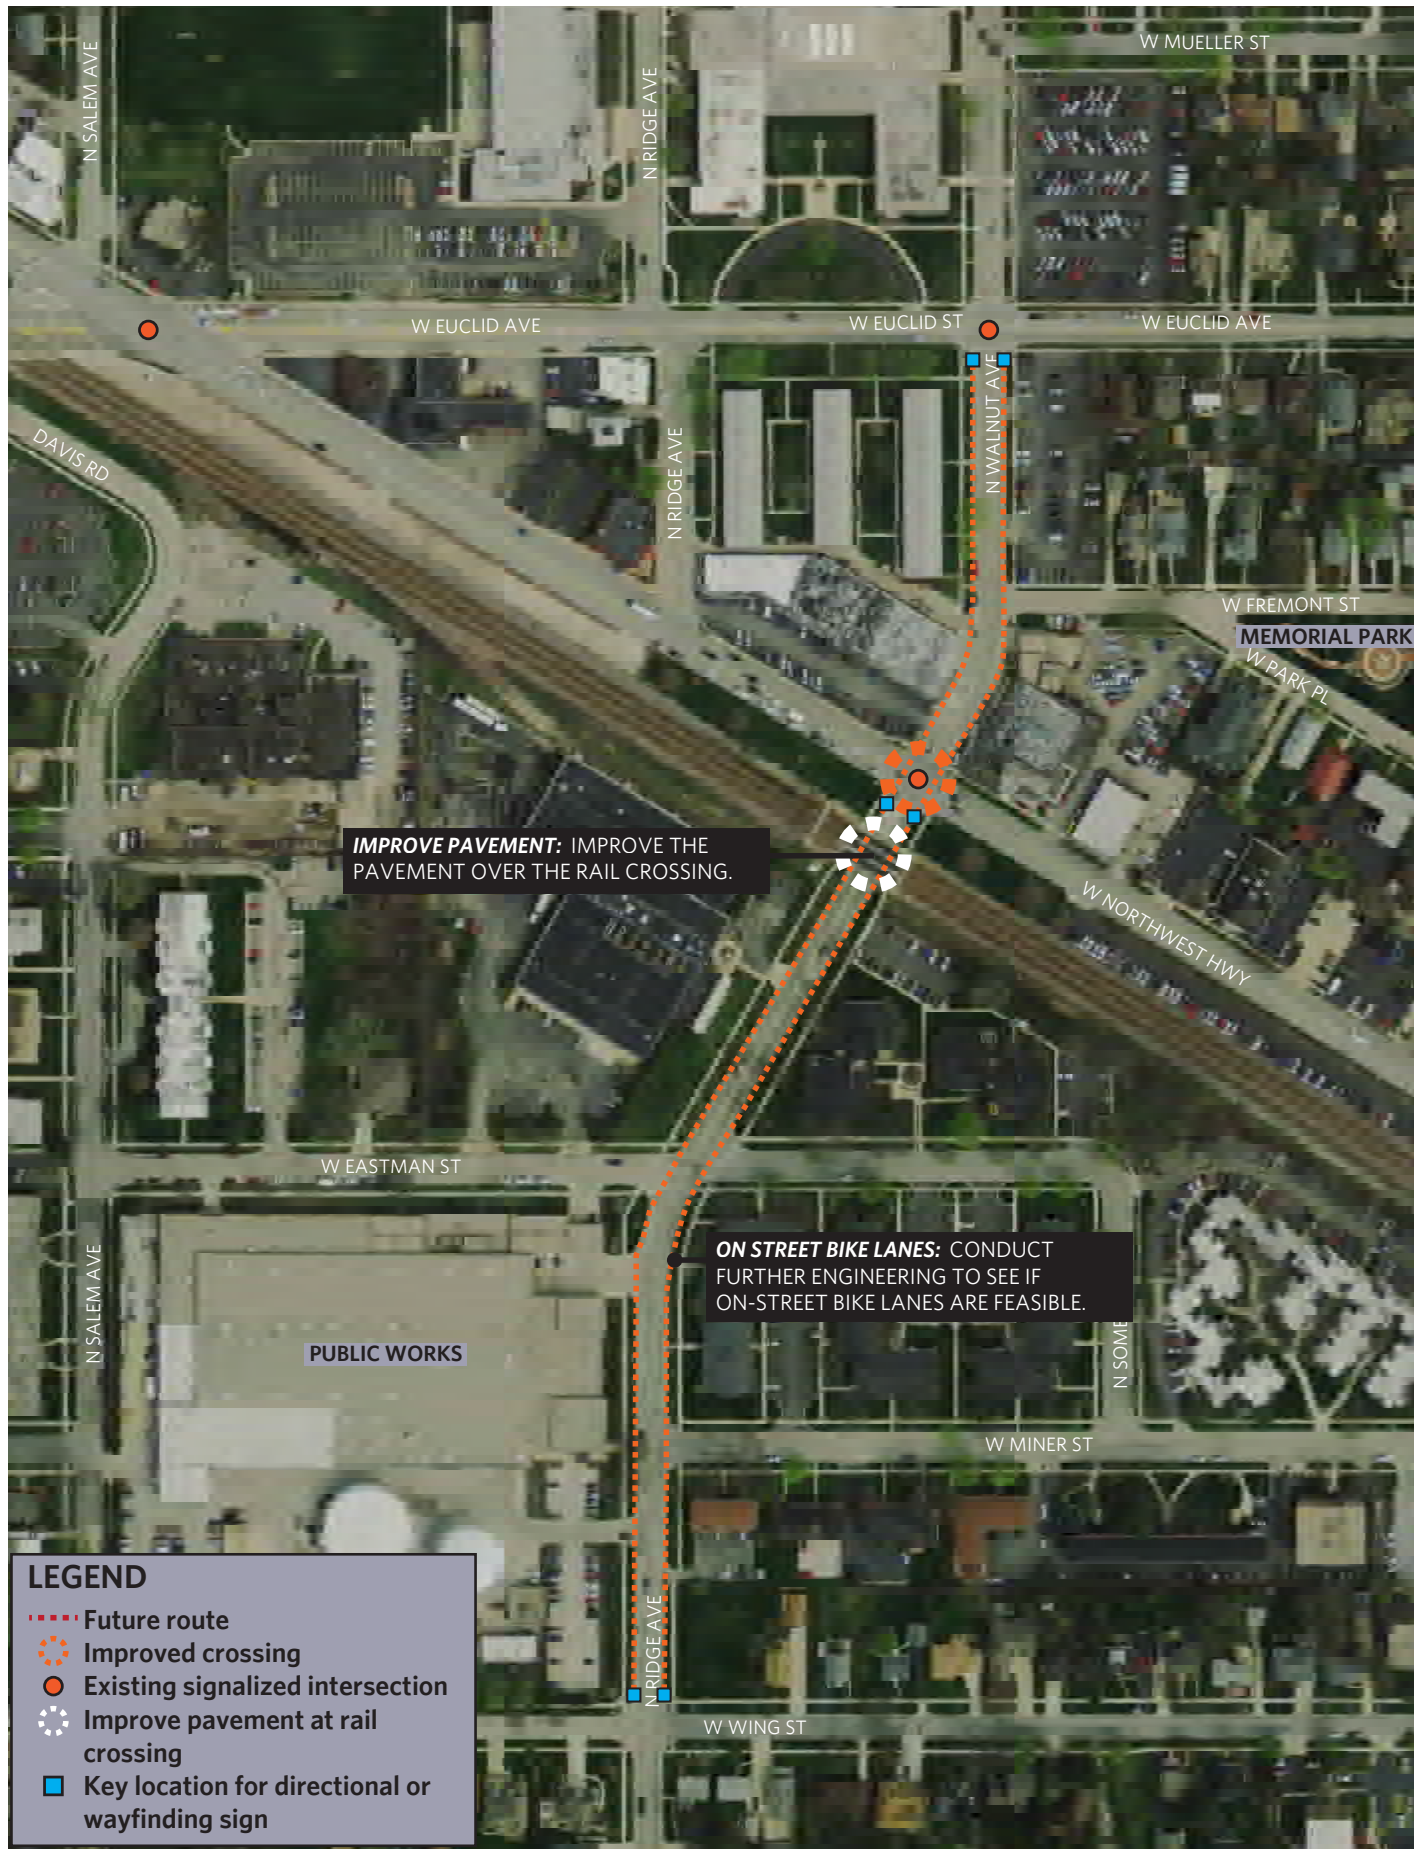 W MUELLER ST
N SALEM AVE
N RIDGE AVE
W EUCLID AVE
W EUCLID ST
W EUCLID AVE
N WALNUT AVE
DAVIS RD
N RIDGE AVE
W FREMONT ST
MEMORIAL PARK
W PARK PL
IMPROVE PAVEMENT: IMPROVE THE
PAVEMENT OVER THE RAIL CROSSING.
W NORTHWEST HWY
W EASTMAN ST
ON STREET BIKE LANES: CONDUCT
FURTHER ENGINEERING TO SEE IF
ON-STREET BIKE LANES ARE FEASIBLE.
N SALEM AVE
PUBLIC WORKS
N SOME
W MINER ST
N RIDGE AVE
W WING ST
LEGEND
Future route
Improved crossing
Existing signalized intersection
Improve pavement at rail
crossing
Key location for directional or
wayfinding sign